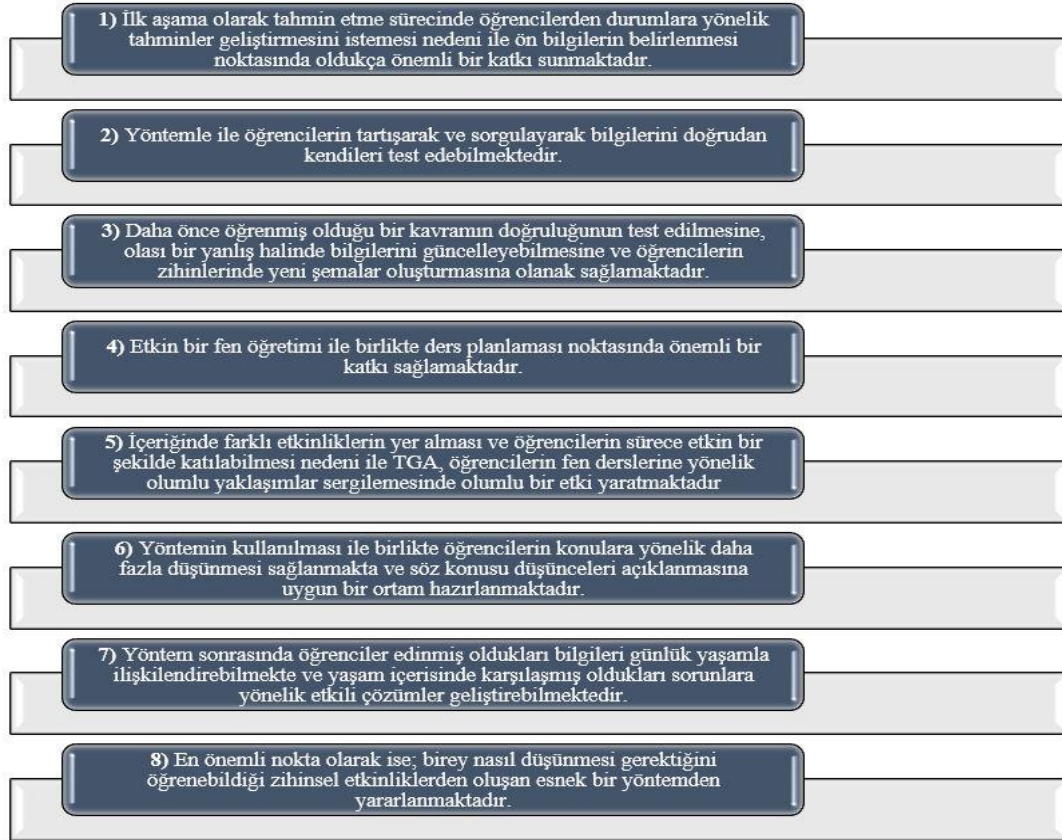 1) İlk aşama olarak tahmin etme sürecinde öğrencilerden durumlara yönelik
tahminler geliştirmesini istemesi nedeni ile ön bilgilerin belirlenmesi
noktasında oldukça önemli bir katkı sunmaktadır.
2) Yöntemle ile öğrencilerin tartışarak ve sorgulayarak bilgilerini doğrudan
kendileri test edebilmektedir.
3) Daha önce öğrenmiş olduğu bir kavramın doğruluğunun test edilmesine,
olası bir yanlış halinde bilgilerini güncelleyebilmesine ve öğrencilerin
zihinlerinde yeni şemalar oluşturmasına olanak sağlamaktadır.
4) Etkin bir fen öğretimi ile birlikte ders planlaması noktasında önemli bir
katkı sağlamaktadır.
5) İçeriğinde farklı etkinliklerin yer alması ve öğrencilerin sürece etkin bir
şekilde katılabilmesi nedeni ile TGA, öğrencilerin fen derslerine yönelik
olumlu yaklaşımlar sergilemesinde olumlu bir etki yaratmaktadır
6) Yöntemin kullanılması ile birlikte öğrencilerin konulara yönelik daha
fazla düşünmesi sağlanmakta ve söz konusu düşünceleri açıklanmasına
uygun bir ortam hazırlanmaktadır.
7) Yöntem sonrasında öğrenciler edinmiş oldukları bilgileri günlük yaşamla
ilişkilendirebilmekte ve yaşam içerisinde karşılaşmış oldukları sorunlara
yönelik etkili çözümler geliştirebilmektedir.
8) En önemli nokta olarak ise; birey nasıl düşünmesi gerektiğini
öğrenebildiği zihinsel etkinliklerden oluşan esnek bir yöntemden
yararlanmaktadır.